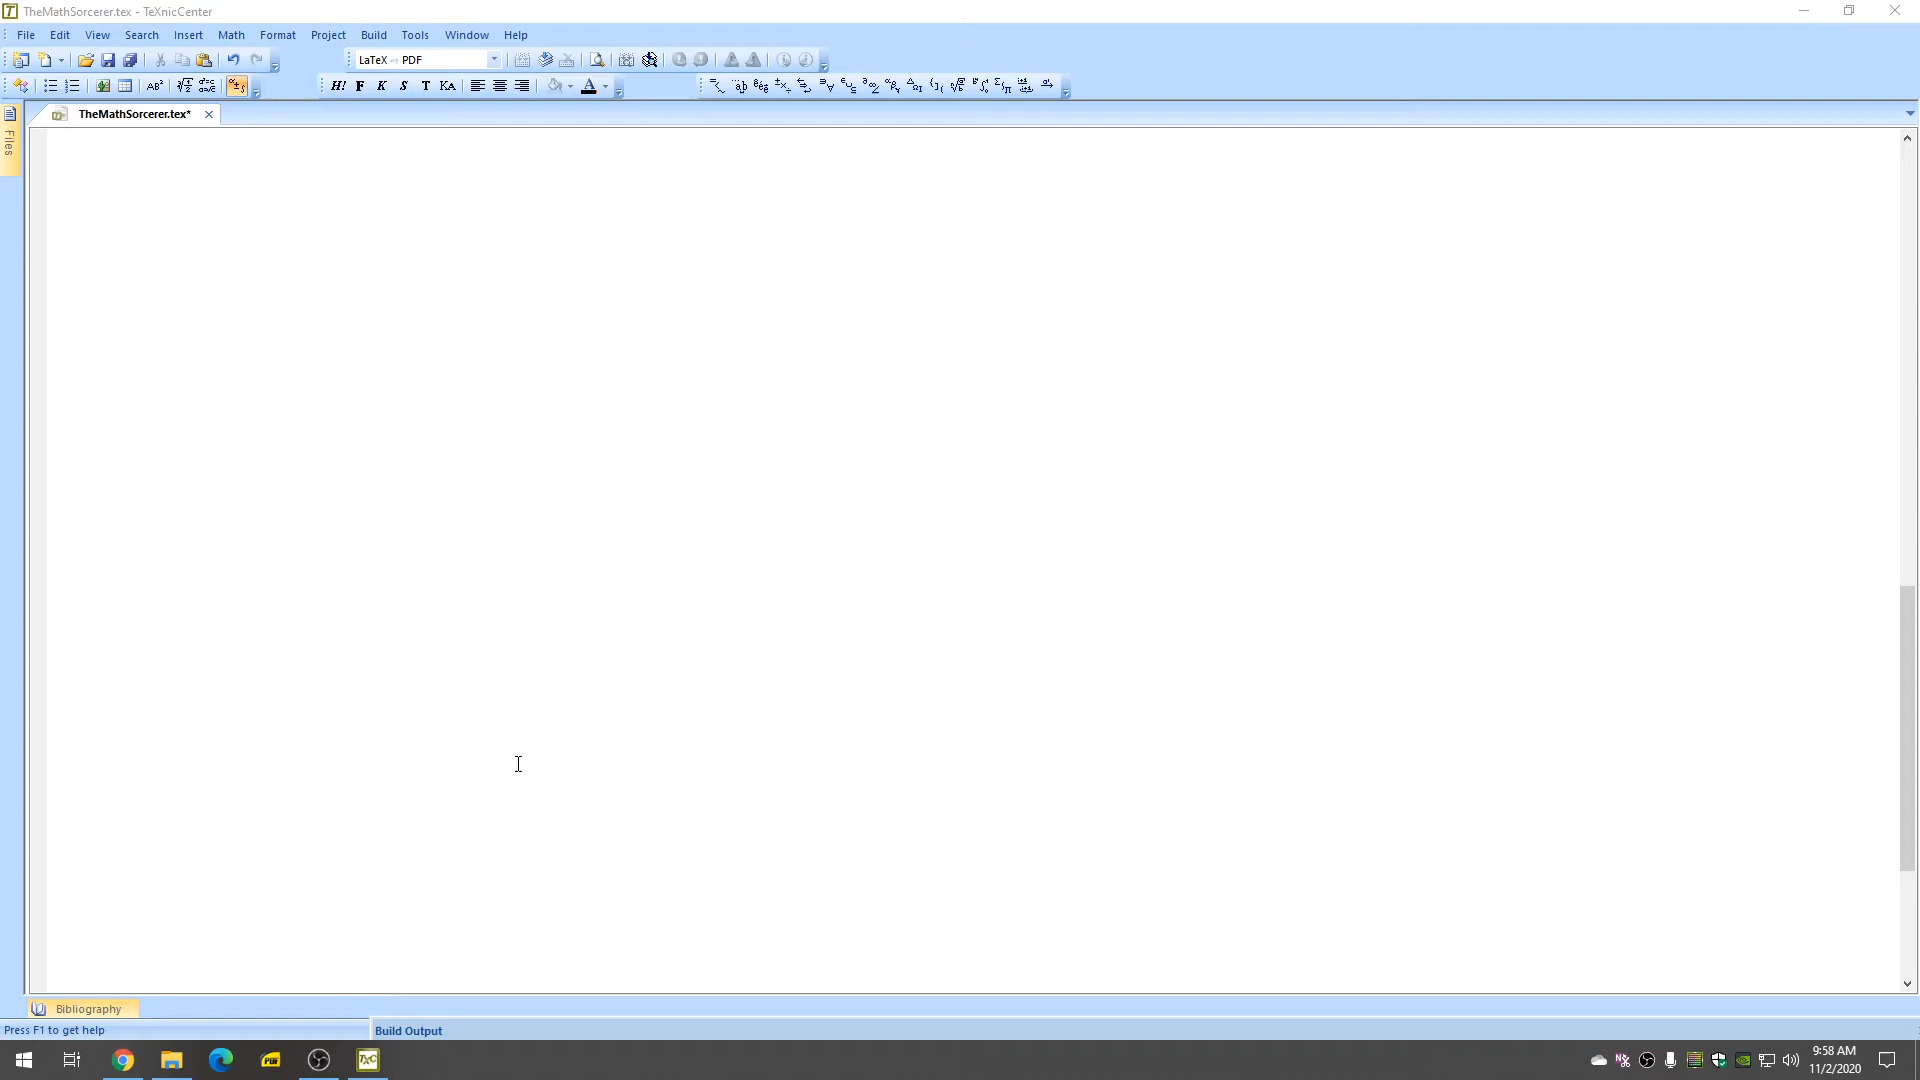 TheMathSorcerer.tex - TeXnicCenter
File Edit View Search Insert Math Format Project Build Tools Window Help
LaTeX ⇨ PDF
TheMathSorcerer.tex*
Files
Bibliography
Press F1 to get help
Build Output
9:58 AM
11/2/2020